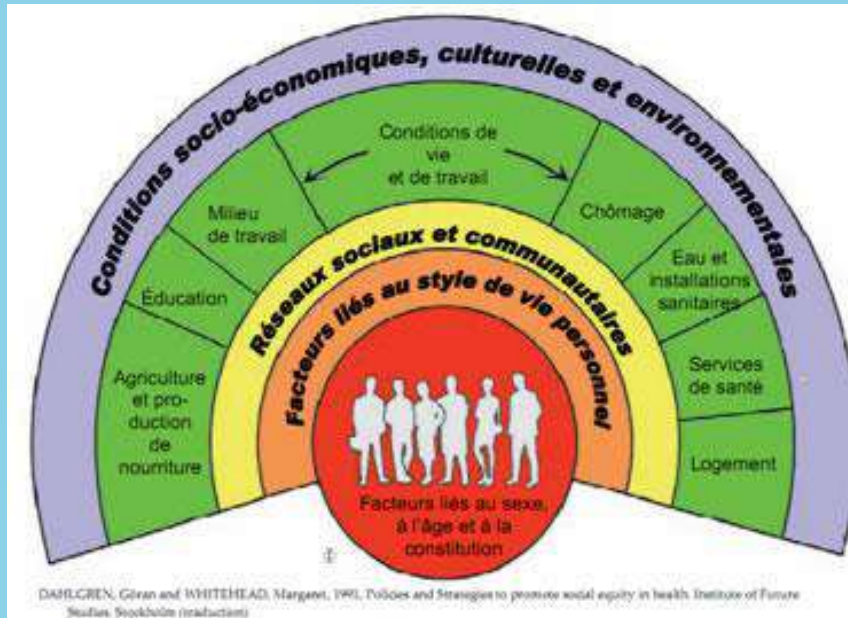 Conditions socio-économiques, culturelles et environnementales
Conditions de
vie
et de travail
Agriculture
et pro-
duction
de
nourriture
Éducation
Milieu
de travail
Chômage
Eau et
installations
sanitaires
Services
de santé
Logement
Réseaux sociaux et communautaires
Facteurs liés au style de vie personnel
Facteurs liés au sexe,
à l'âge et à la
constitution
DAHLGREN, Göran and WHITEHEAD, Margaret, 1991, Policies and Strategies to promote social equity in health. Institute of Future
Studies. Stockholm (traduction)